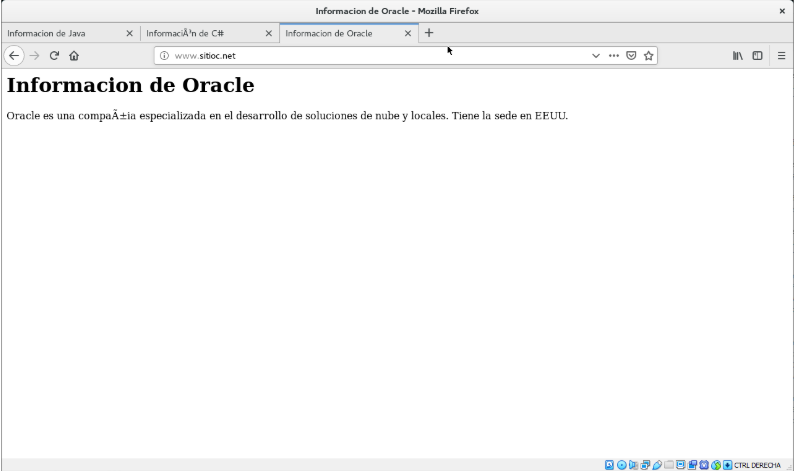 Informacion de Oracle - Mozilla Firefox
Informacion de Java
InformaciÃ³n de C#
Informacion de Oracle
www.sitioc.net
Informacion de Oracle
Oracle es una compaÃ±ia especializada en el desarrollo de soluciones de nube y locales. Tiene la sede en EEUU.
CTRL DERECHA